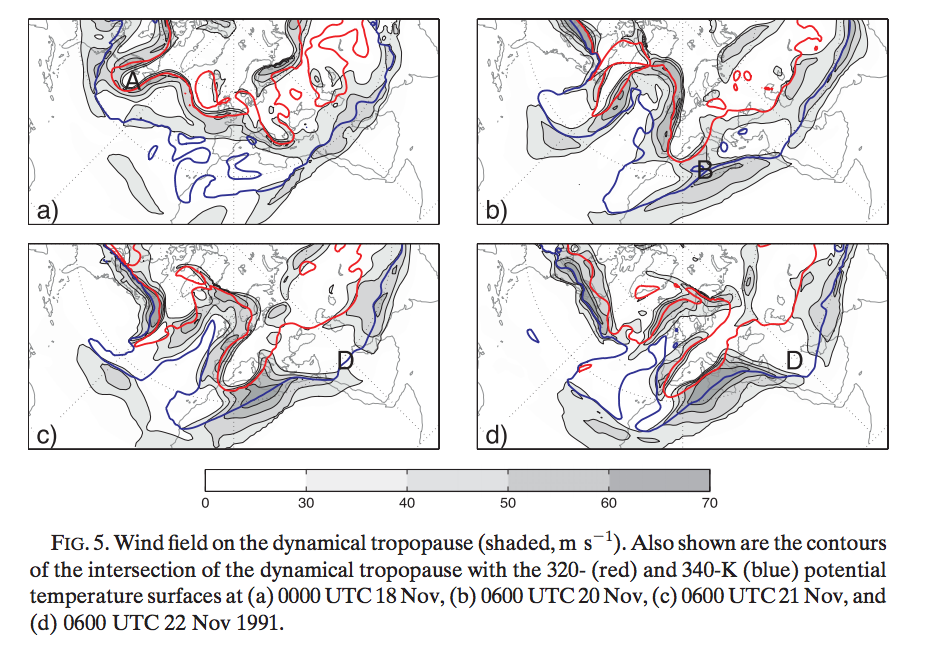 A
a)
B
b)
D
c)
D
d)
0 30 40 50 60 70
FIG. 5. Wind field on the dynamical tropopause (shaded, m s⁻¹). Also shown are the contours
of the intersection of the dynamical tropopause with the 320- (red) and 340-K (blue) potential
temperature surfaces at (a) 0000 UTC 18 Nov, (b) 0600 UTC 20 Nov, (c) 0600 UTC 21 Nov, and
(d) 0600 UTC 22 Nov 1991.